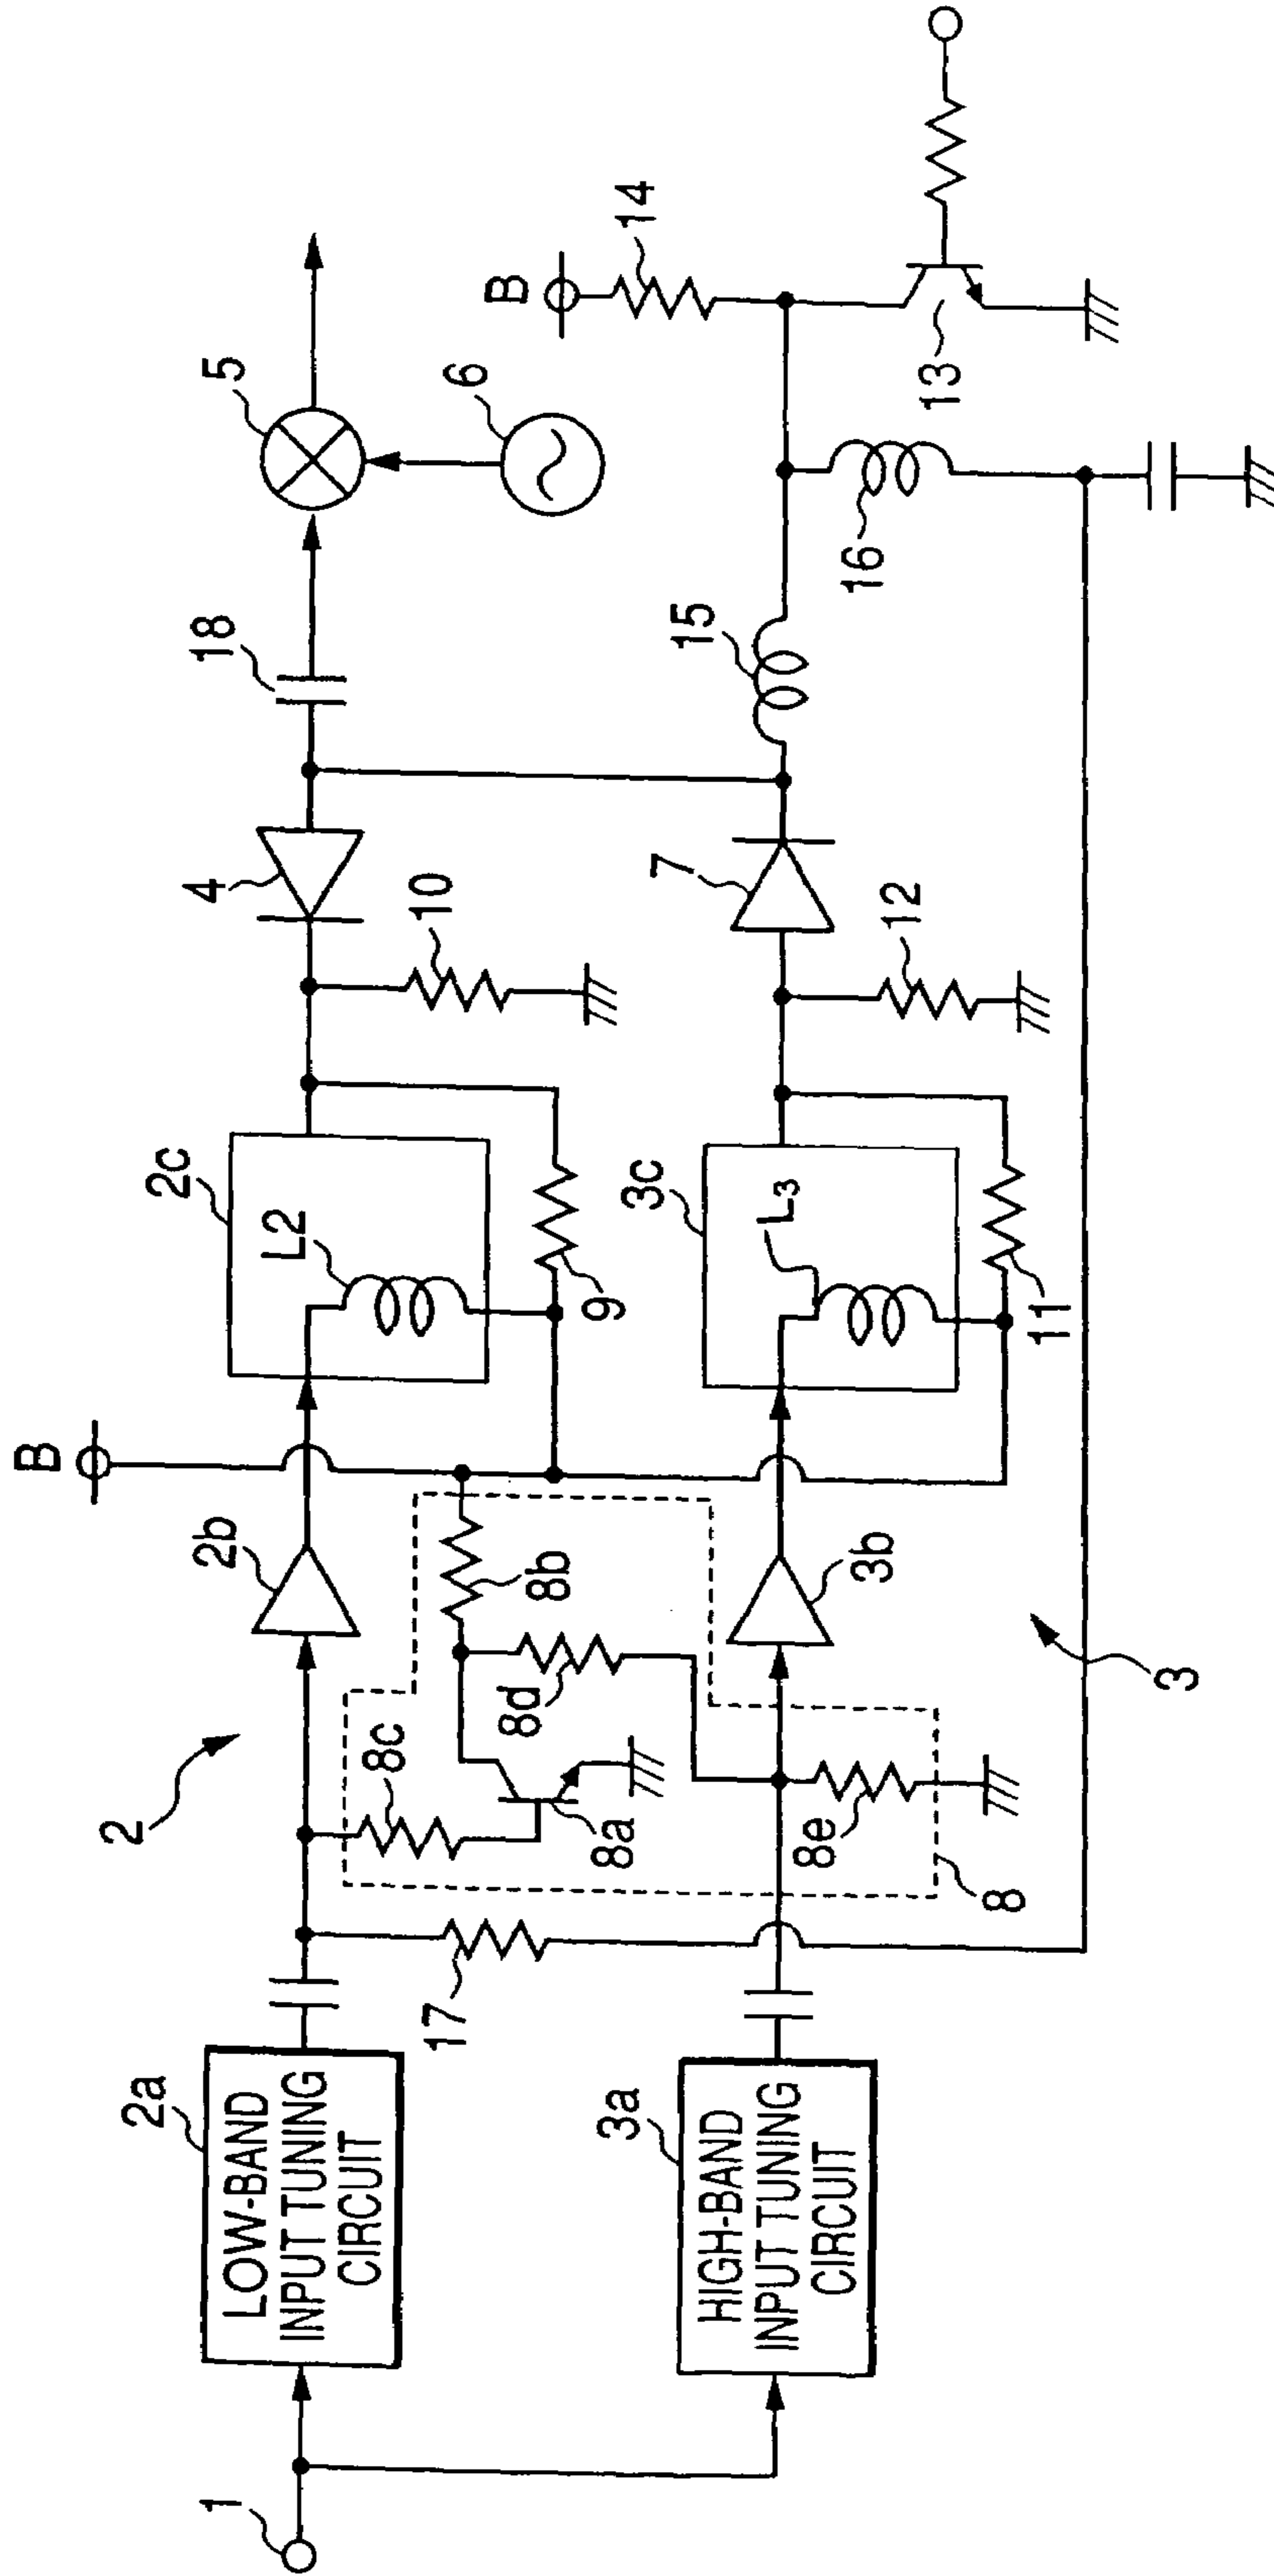 1
2a
LOW-BAND
INPUT TUNING
CIRCUIT
3a
HIGH-BAND
INPUT TUNING
CIRCUIT
17
2
8c
8a
8b
8d
8e
8
2b
3b
3
B
2c
L2
9
3c
L3
11
4
10
7
12
18
5
6
15
16
B
14
13